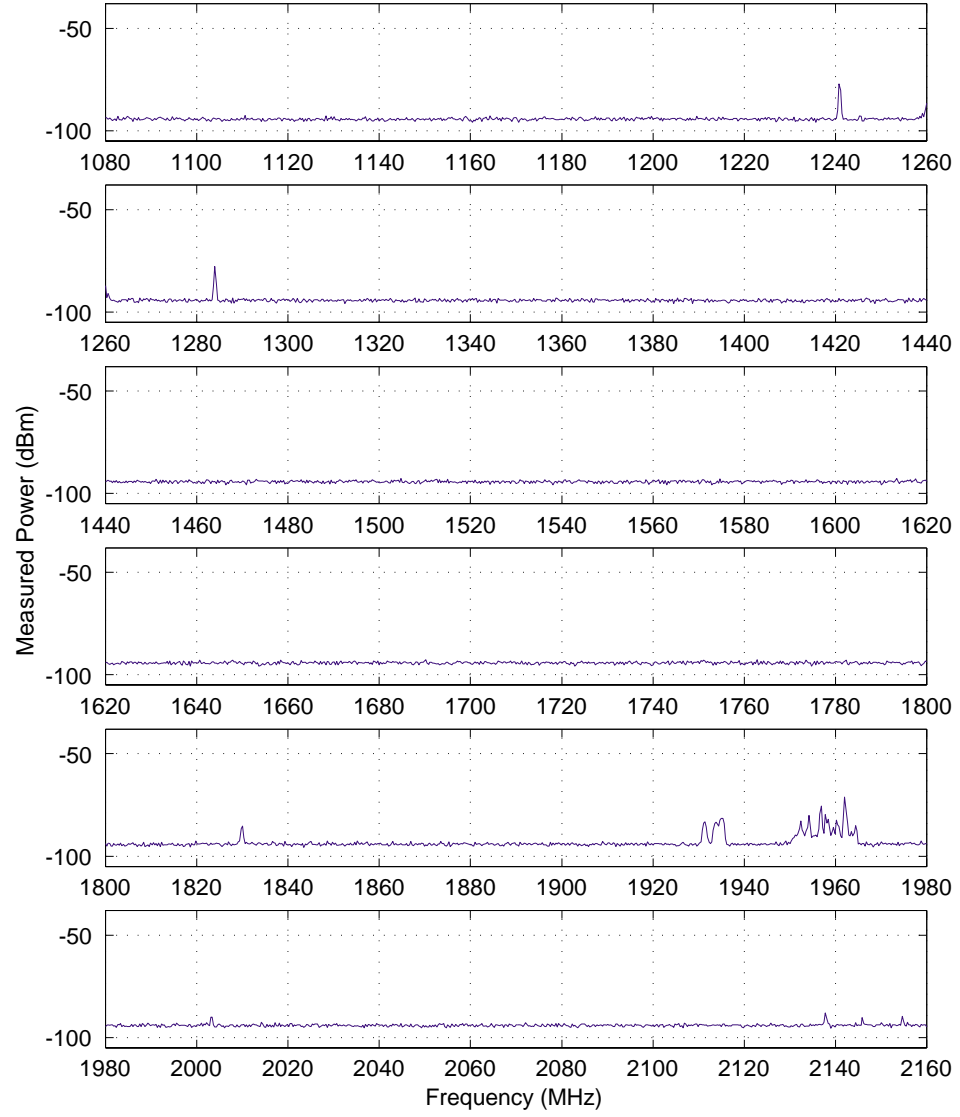 -50
-100
1080 1100 1120 1140 1160 1180 1200 1220 1240 1260
-50
-100
1260 1280 1300 1320 1340 1360 1380 1400 1420 1440
-50
-100
1440 1460 1480 1500 1520 1540 1560 1580 1600 1620
Measured Power (dBm)
-50
-100
1620 1640 1660 1680 1700 1720 1740 1760 1780 1800
-50
-100
1800 1820 1840 1860 1880 1900 1920 1940 1960 1980
-50
-100
1980 2000 2020 2040 2060 2080 2100 2120 2140 2160
Frequency (MHz)